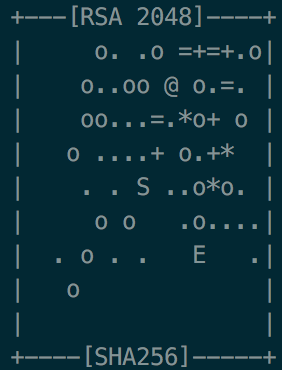 +---[RSA 2048]----+
|     o. .o =+=+.o|
|    o..oo @ o.=. |
|    oo...=.*o+ o |
|   o ....+ o.+*  |
|    . . S ..o*o. |
|     o o   .o....|
|  . o . .   E   .|
|   o             |
|                 |
+----[SHA256]-----+